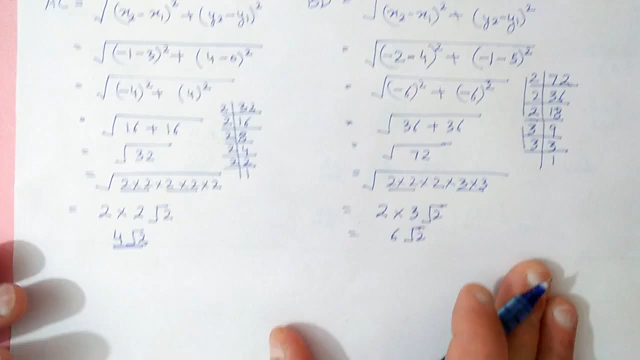 AC = √(x₂-x₁)² + (y₂-y₁)²
= √(-1-3)² + (4-0)²
= √(-4)² + (4)²
= √16 + 16
√32
= √2×2×2×2×2
= 2 × 2 √2
4√2
2 | 32
2 | 16
2 | 8
2 | 4
2 | 2
1
BD = √(x₂-x₁)² + (y₂-y₁)²
= √(-2-4)² + (-1-5)²
= √(-6)² + (-6)²
= √36 + 36
= √72
= √2×2×2×3×3
= 2 × 3 √2
= 6√2
2 | 72
2 | 36
2 | 18
3 | 9
3 | 3
1